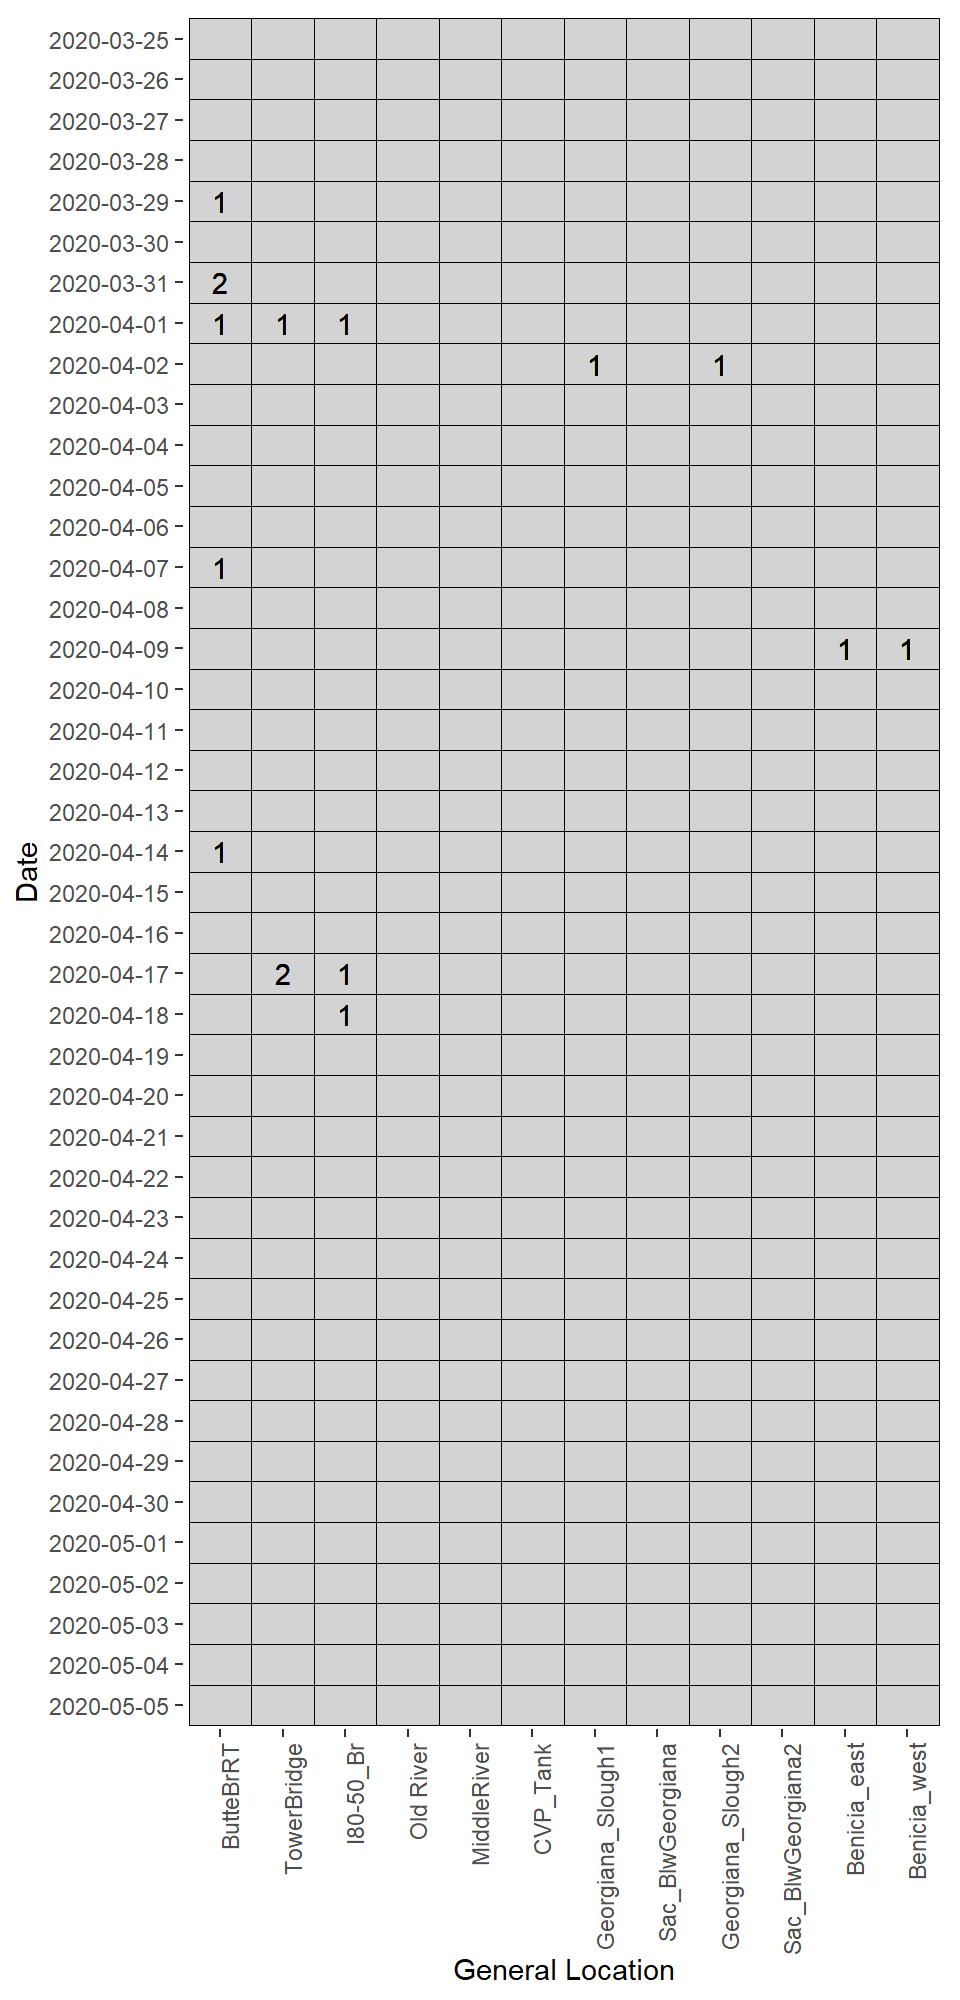 2020-03-25
2020-03-26
2020-03-27
2020-03-28
2020-03-29 1
2020-03-30
2020-03-31 2
2020-04-01 1 1 1
2020-04-02 1 1
2020-04-03
2020-04-04
2020-04-05
2020-04-06
2020-04-07 1
2020-04-08
2020-04-09 1 1
2020-04-10
2020-04-11
2020-04-12
2020-04-13
2020-04-14 1
2020-04-15
2020-04-16
2020-04-17 2 1
2020-04-18 1
2020-04-19
2020-04-20
2020-04-21
2020-04-22
2020-04-23
2020-04-24
2020-04-25
2020-04-26
2020-04-27
2020-04-28
2020-04-29
2020-04-30
2020-05-01
2020-05-02
2020-05-03
2020-05-04
2020-05-05
Date
ButteBrRT
TowerBridge
I80-50_Br
Old River
MiddleRiver
CVP_Tank
Georgiana_Slough1
Sac_BlwGeorgiana
Georgiana_Slough2
Sac_BlwGeorgiana2
Benicia_east
Benicia_west
General Location